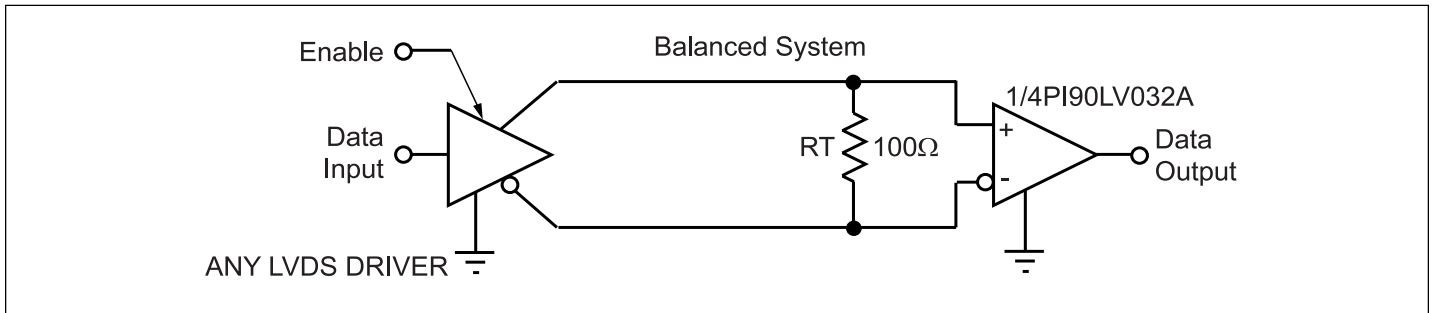 Enable
Balanced System
1/4PI90LV032A
Data
Input
RT
100Ω
+
-
Data
Output
ANY LVDS DRIVER